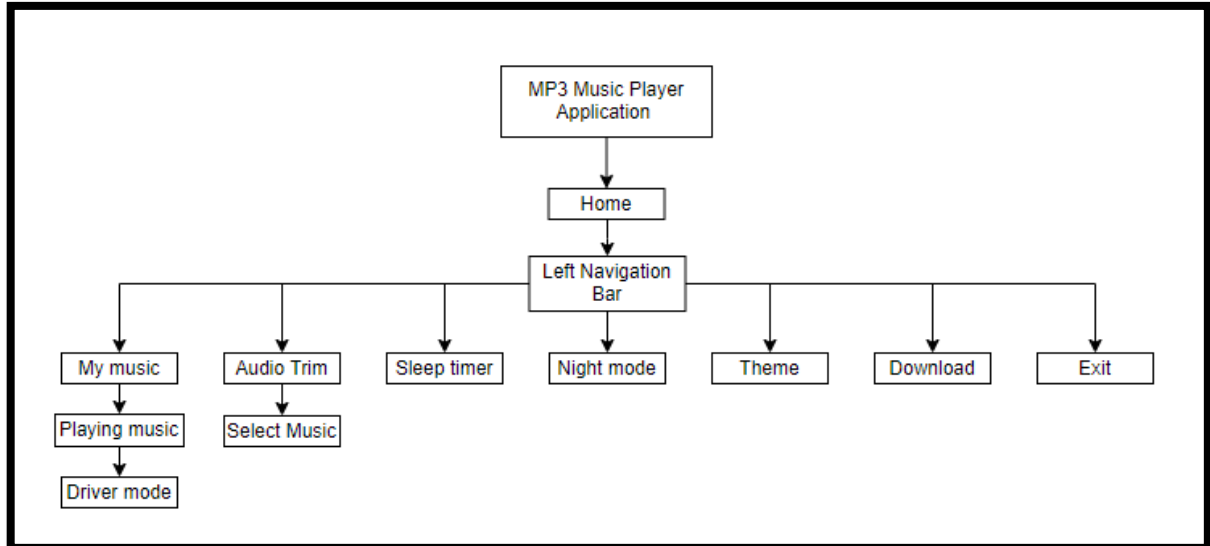 MP3 Music Player
Application
Home
Left Navigation
Bar
My music
Audio Trim
Sleep timer
Night mode
Theme
Download
Exit
Playing music
Select Music
Driver mode